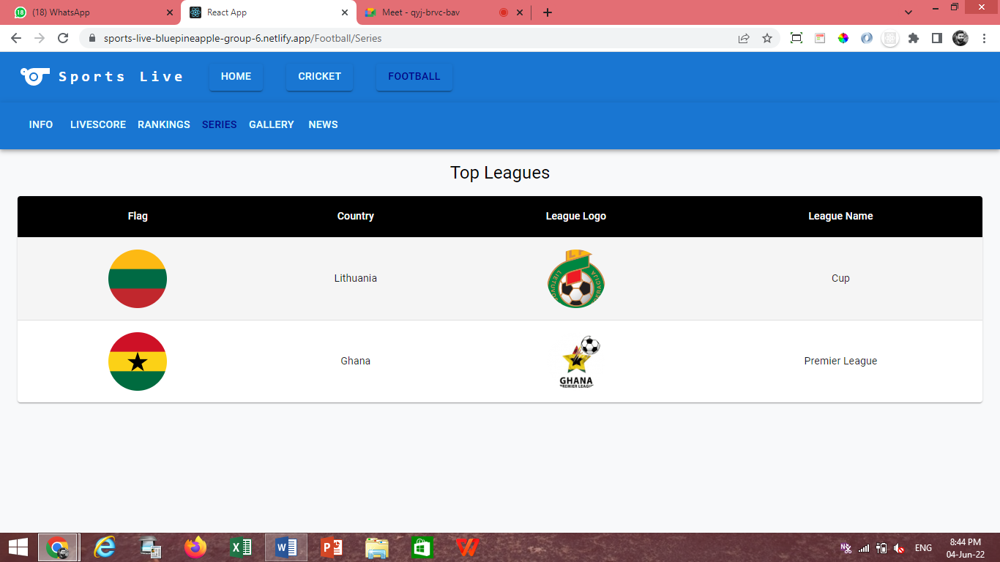 (18) WhatsApp
React App
Meet - qyj-brvc-bav
sports-live-bluepineapple-group-6.netlify.app/Football/Series
Sports Live HOME CRICKET FOOTBALL
INFO LIVESCORE RANKINGS SERIES GALLERY NEWS
Top Leagues
Flag Country League Logo League Name
Lithuania Cup
Ghana Premier League
GHANA
PREMIER LEAGUE
ENG
8:44 PM
04-Jun-22